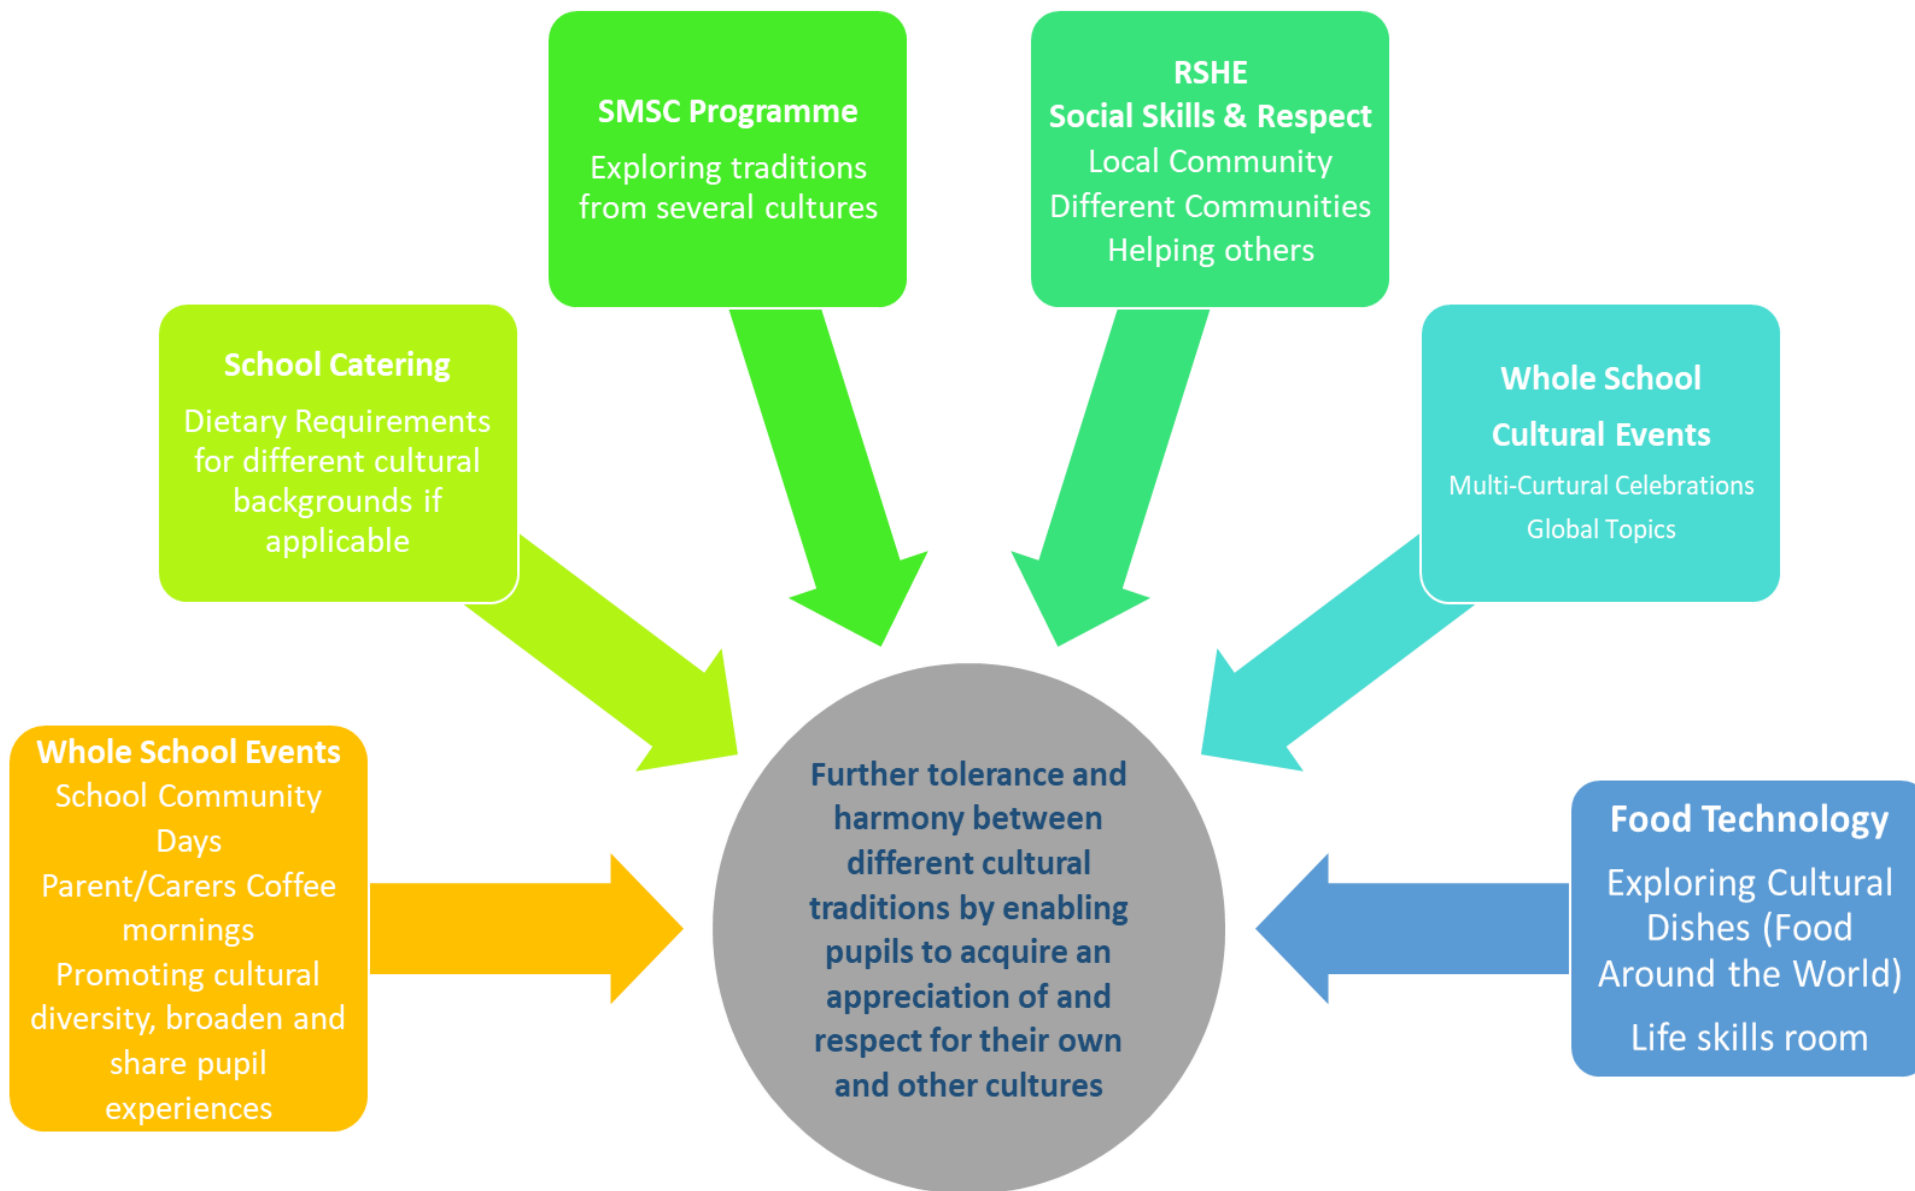 SMSC Programme
Exploring traditions
from several cultures
RSHE
Social Skills & Respect
Local Community
Different Communities
Helping others
School Catering
Dietary Requirements
for different cultural
backgrounds if
applicable
Whole School
Cultural Events
Multi-Curtural Celebrations
Global Topics
Whole School Events
School Community
Days
Parent/Carers Coffee
mornings
Promoting cultural
diversity, broaden and
share pupil
experiences
Further tolerance and
harmony between
different cultural
traditions by enabling
pupils to acquire an
appreciation of and
respect for their own
and other cultures
Food Technology
Exploring Cultural
Dishes (Food
Around the World)
Life skills room